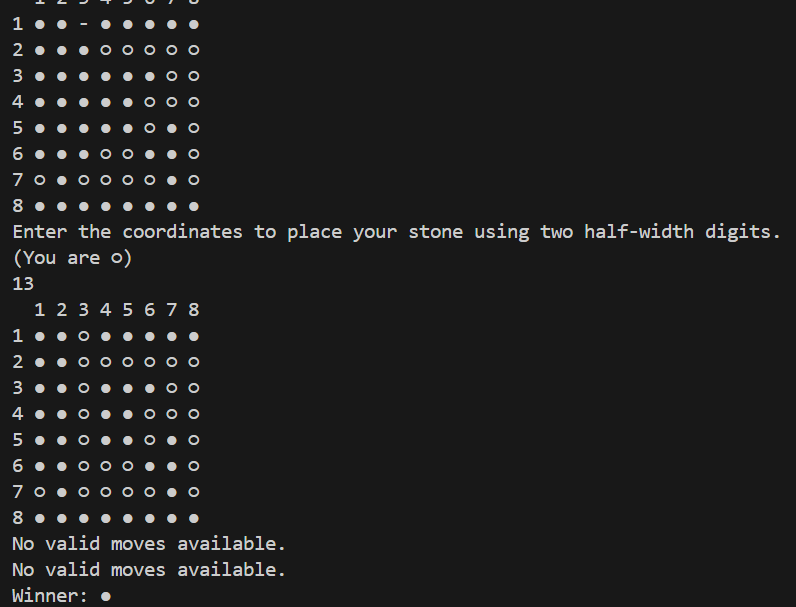 1 2 3 4 5 6 7 8
1 ● ● - ● ● ● ● ●
2 ● ● ● ○ ○ ○ ○ ○
3 ● ● ● ● ● ● ○ ○
4 ● ● ● ● ● ○ ○ ○
5 ● ● ● ● ● ○ ● ○
6 ● ● ● ○ ○ ● ● ○
7 ○ ● ○ ○ ○ ○ ● ○
8 ● ● ● ● ● ● ● ●
Enter the coordinates to place your stone using two half-width digits.
(You are ○)
13
1 2 3 4 5 6 7 8
1 ● ● ○ ● ● ● ● ●
2 ● ● ○ ○ ○ ○ ○ ○
3 ● ● ○ ● ● ● ○ ○
4 ● ● ○ ● ● ○ ○ ○
5 ● ● ○ ● ● ○ ● ○
6 ● ● ○ ○ ○ ● ● ○
7 ○ ● ○ ○ ○ ○ ● ○
8 ● ● ● ● ● ● ● ●
No valid moves available.
No valid moves available.
Winner: ●